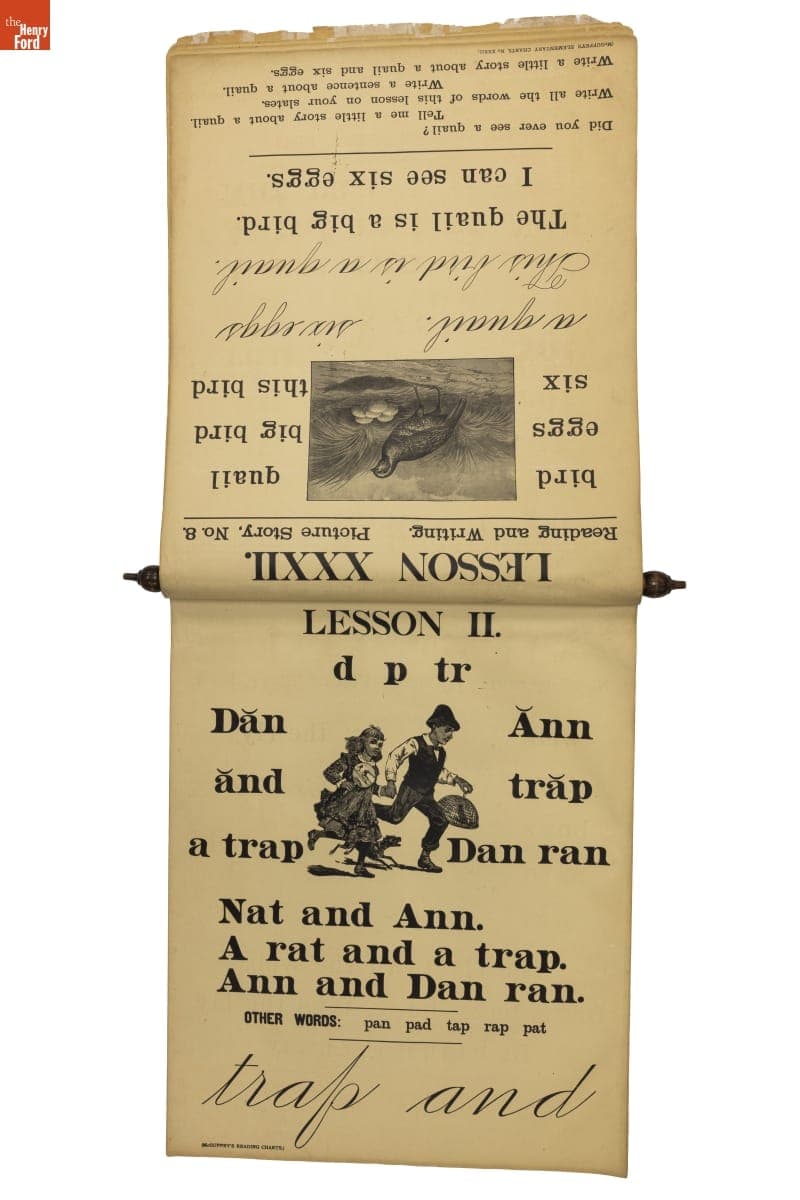 the
Henry
Ford
LESSON XXXII.
Reading and Writing. Picture Story, No. 8.
bird quail
eggs big bird
six this bird
a quail. six eggs
This bird is a quail.
The quail is a big bird.
I can see six eggs.
Did you ever see a quail?
Tell me a little story about a quail.
Write all the words of this lesson on your slates.
Write a sentence about a quail.
Write a little story about a quail and six eggs.
LESSON II.
d p tr
Dăn Ănn
ănd trăp
a trap Dan ran
Nat and Ann.
A rat and a trap.
Ann and Dan ran.
OTHER WORDS: pan pad tap rap pat
trap and
(McGUFFEY'S READING CHARTS.)